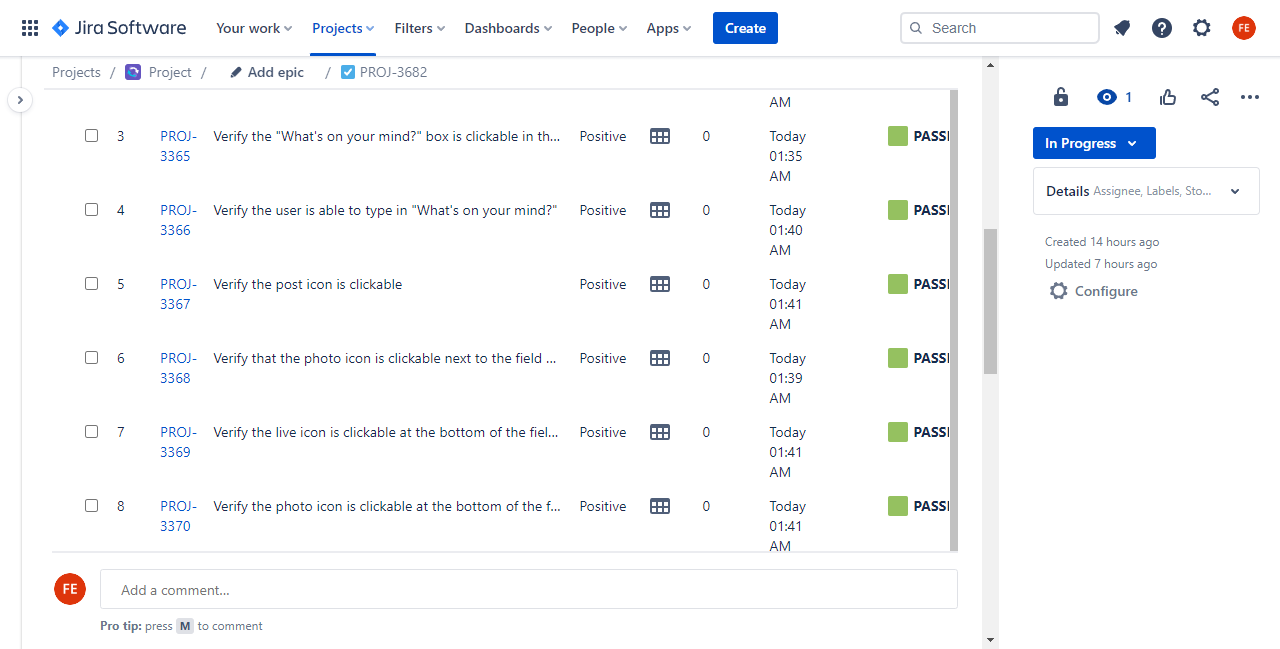 Jira Software Your work Projects Filters Dashboards People Apps Create Search FE
Projects / Project / Add epic / PROJ-3682
AM
3 PROJ-3365 Verify the "What's on your mind?" box is clickable in th... Positive 0 Today 01:35 AM PASSI
4 PROJ-3366 Verify the user is able to type in "What's on your mind?" Positive 0 Today 01:40 AM PASSI
5 PROJ-3367 Verify the post icon is clickable Positive 0 Today 01:41 AM PASSI
6 PROJ-3368 Verify that the photo icon is clickable next to the field ... Positive 0 Today 01:39 AM PASSI
7 PROJ-3369 Verify the live icon is clickable at the bottom of the fiel... Positive 0 Today 01:41 AM PASSI
8 PROJ-3370 Verify the photo icon is clickable at the bottom of the f... Positive 0 Today 01:41 AM PASSI
FE Add a comment...
Pro tip: press M to comment
1
In Progress
Details Assignee, Labels, Sto...
Created 14 hours ago
Updated 7 hours ago
Configure